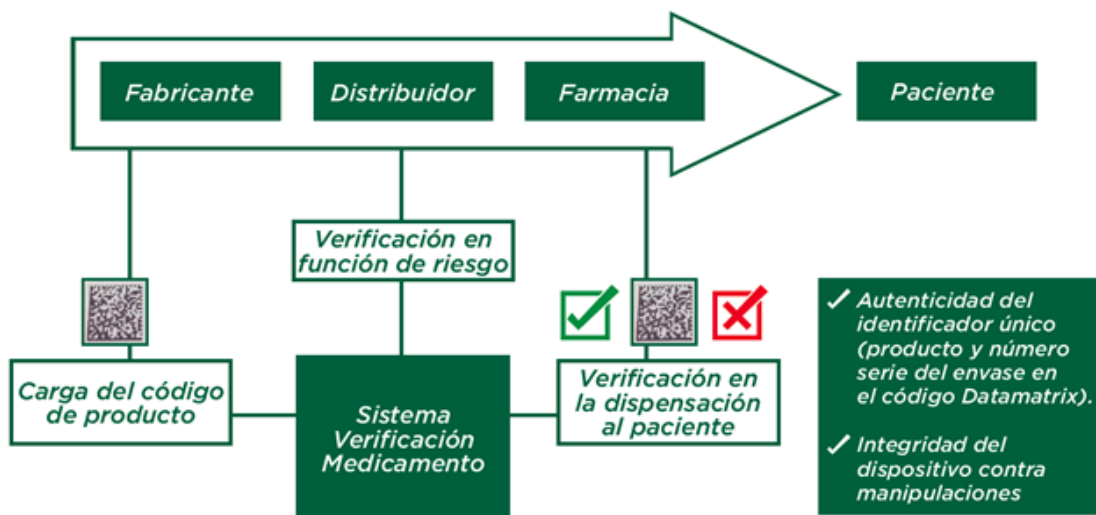 Fabricante
Distribuidor
Farmacia
Paciente
Verificación en
función de riesgo
Carga del código
de producto
Sistema
Verificación
Medicamento
Verificación en
la dispensación
al paciente
Autenticidad del
identificador único
(producto y número
serie del envase en
el código Datamatrix).
Integridad del
dispositivo contra
manipulaciones